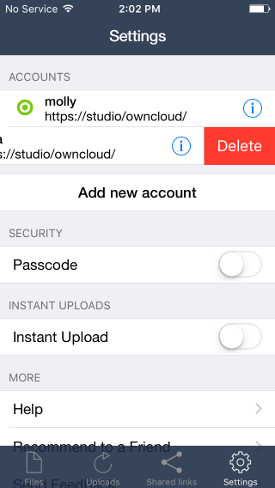 No Service 2:02 PM
Settings
ACCOUNTS
molly
https://studio/owncloud/
a
s://studio/owncloud/
Delete
Add new account
SECURITY
Passcode
INSTANT UPLOADS
Instant Upload
MORE
Help
Recommend to a Friend
Send Feedback
Files Uploads Shared links Settings